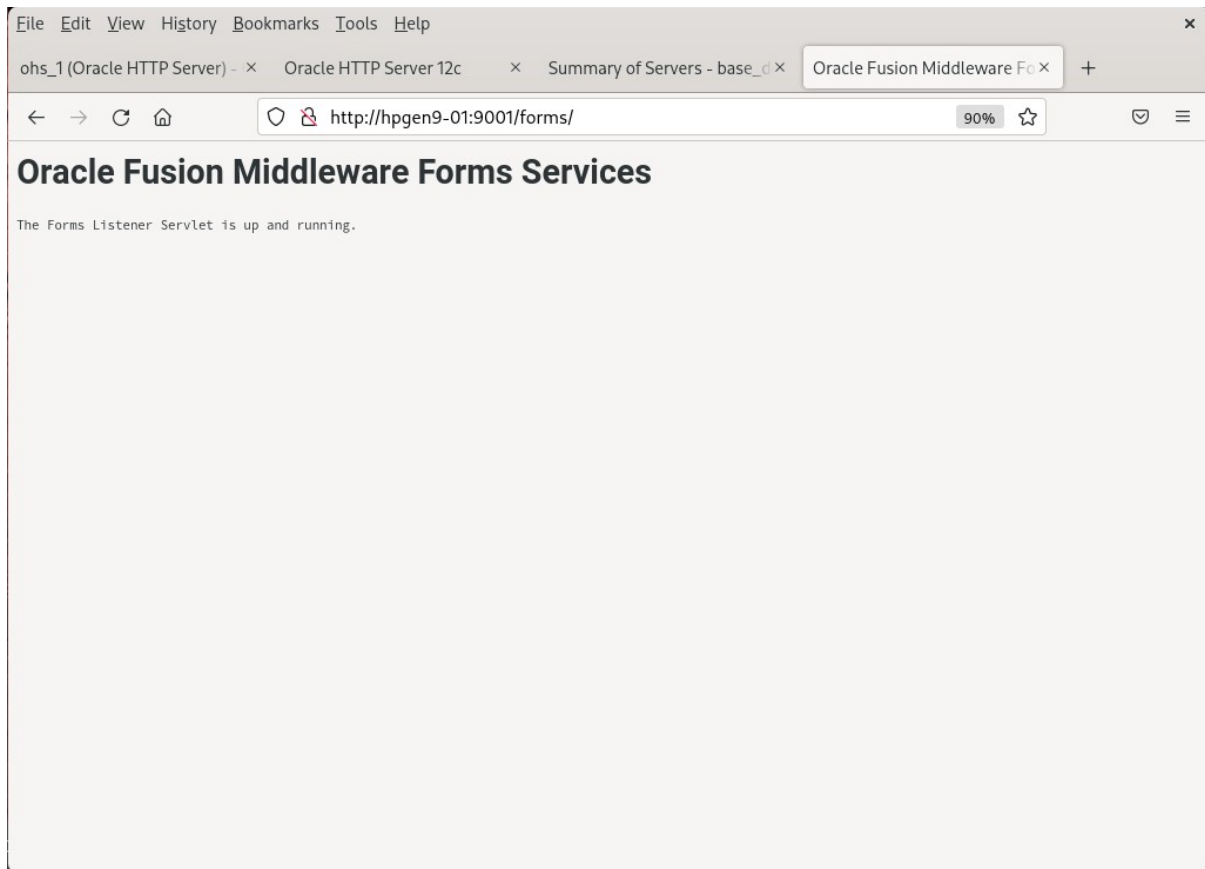 File Edit View History Bookmarks Tools Help
ohs_1 (Oracle HTTP Server) - Oracle HTTP Server 12c Summary of Servers - base_d Oracle Fusion Middleware Fo
http://hpgen9-01:9001/forms/ 90%
Oracle Fusion Middleware Forms Services
The Forms Listener Servlet is up and running.